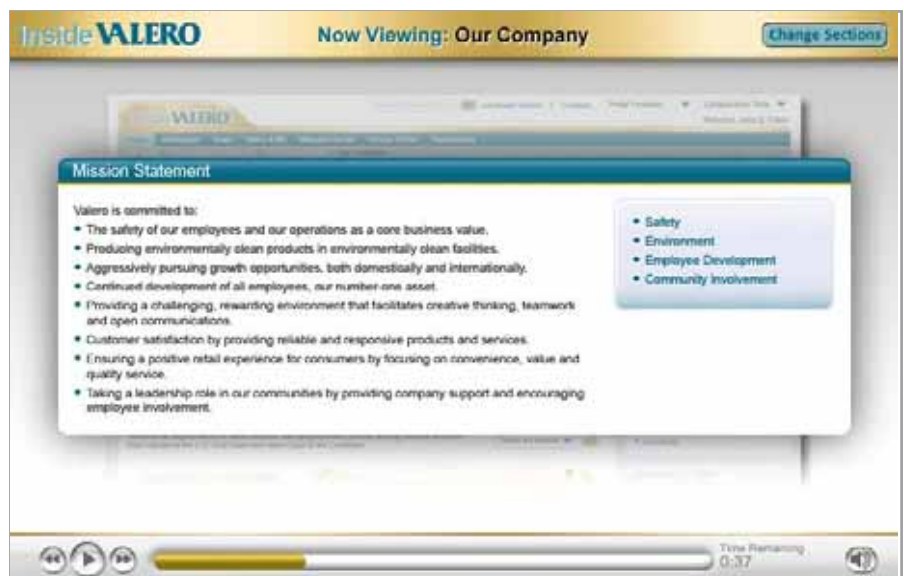 Inside VALERO
Now Viewing: Our Company
Change Sections
VALERO
Mission Statement
Valero is committed to:
• The safety of our employees and our operations as a core business value.
• Producing environmentally clean products in environmentally clean facilities.
• Aggressively pursuing growth opportunities, both domestically and internationally.
• Continued development of all employees, our number one asset.
• Providing a challenging, rewarding environment that facilitates creative thinking, teamwork
and open communications.
• Customer satisfaction by providing reliable and responsive products and services.
• Ensuring a positive retail experience for consumers by focusing on convenience, value and
quality service.
• Taking a leadership role in our communities by providing company support and encouraging
employee involvement.
• Safety
• Environment
• Employee Development
• Community Involvement
Time Remaining
0:37